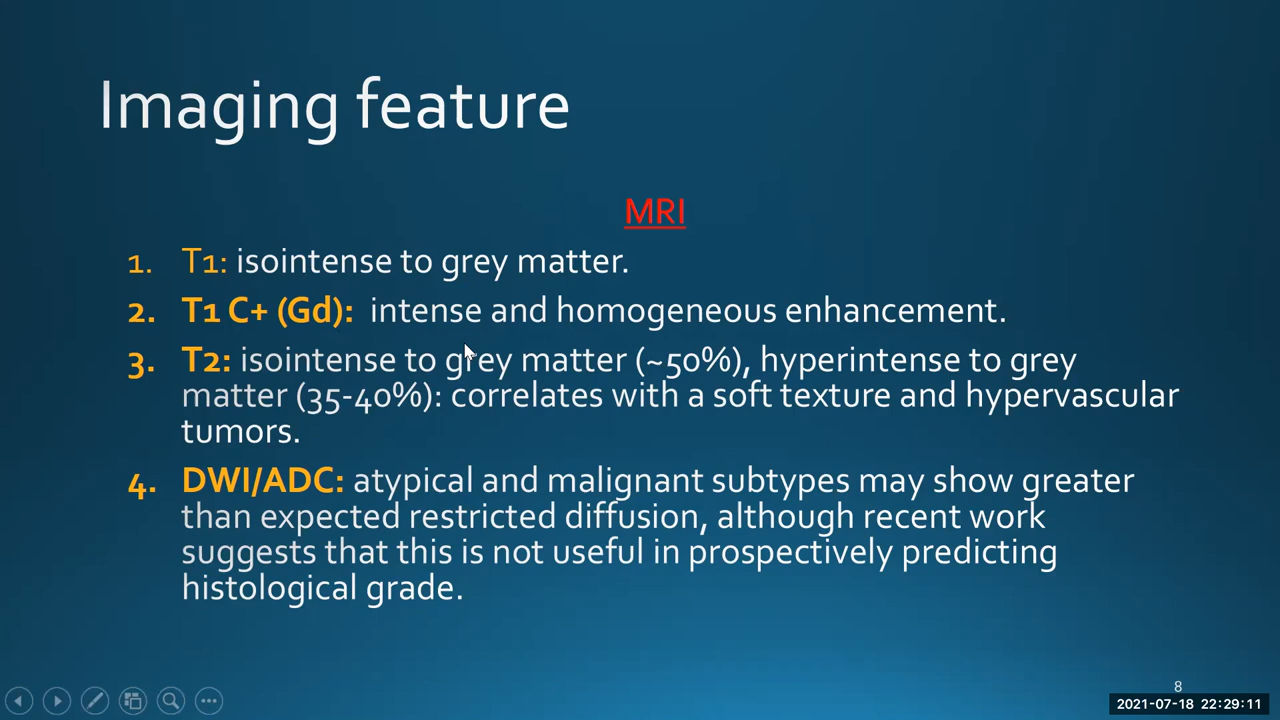 Imaging feature
MRI
1. T1: isointense to grey matter.
2. T1 C+ (Gd): intense and homogeneous enhancement.
3. T2: isointense to grey matter (~50%), hyperintense to grey
matter (35-40%): correlates with a soft texture and hypervascular
tumors.
4. DWI/ADC: atypical and malignant subtypes may show greater
than expected restricted diffusion, although recent work
suggests that this is not useful in prospectively predicting
histological grade.
8
2021-07-18 22:29:11